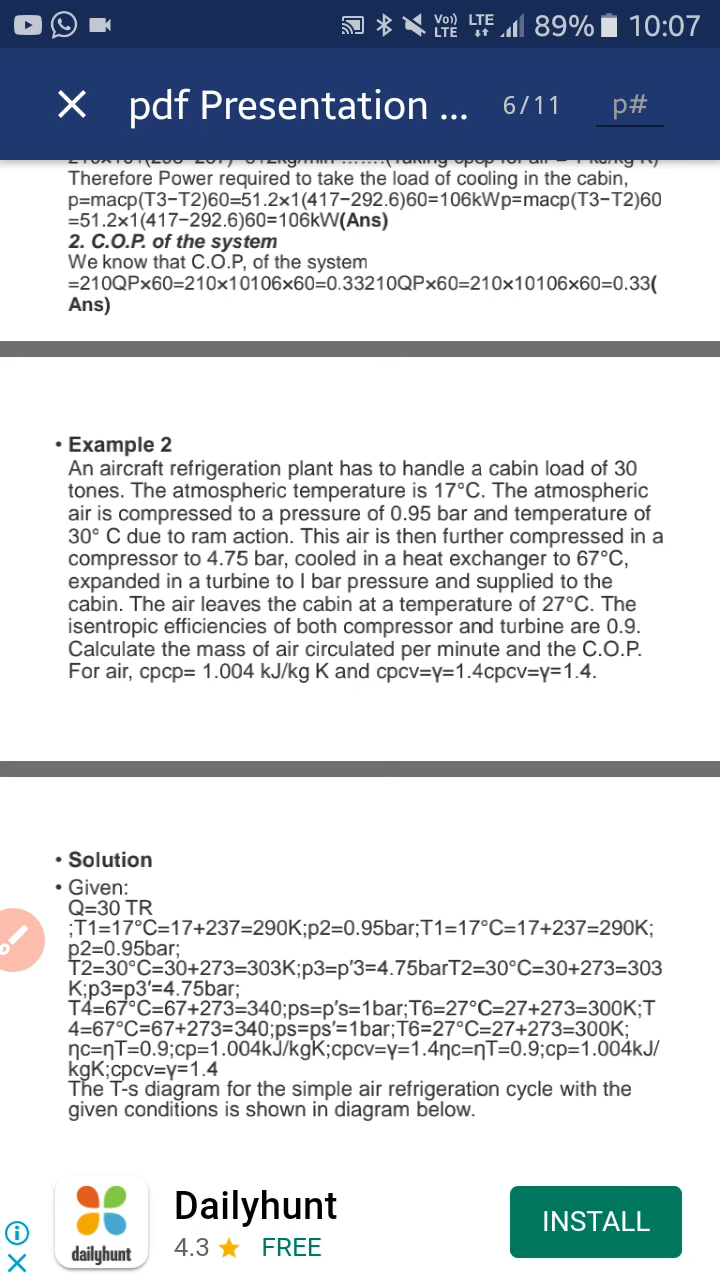 Vo)) LTE LTE 89% 10:07
pdf Presentation ... 6/11 p#
Therefore Power required to take the load of cooling in the cabin,
p=macp(T3−T2)60=51.2×1(417−292.6)60=106kWp=macp(T3−T2)60
=51.2×1(417−292.6)60=106kW(Ans)
2. C.O.P. of the system
We know that C.O.P, of the system
=210QP×60=210×10106×60=0.33210QP×60=210×10106×60=0.33(
Ans)
• Example 2
An aircraft refrigeration plant has to handle a cabin load of 30
tones. The atmospheric temperature is 17°C. The atmospheric
air is compressed to a pressure of 0.95 bar and temperature of
30° C due to ram action. This air is then further compressed in a
compressor to 4.75 bar, cooled in a heat exchanger to 67°C,
expanded in a turbine to I bar pressure and supplied to the
cabin. The air leaves the cabin at a temperature of 27°C. The
isentropic efficiencies of both compressor and turbine are 0.9.
Calculate the mass of air circulated per minute and the C.O.P.
For air, cpcp= 1.004 kJ/kg K and cpcv=γ=1.4cpcv=γ=1.4.
• Solution
• Given:
Q=30 TR
;T1=17°C=17+237=290K;p2=0.95bar;T1=17°C=17+237=290K;
p2=0.95bar;
T2=30°C=30+273=303K;p3=p′3=4.75barT2=30°C=30+273=303
K;p3=p3′=4.75bar;
T4=67°C=67+273=340;ps=p′s=1bar;T6=27°C=27+273=300K;T
4=67°C=67+273=340;ps=ps′=1bar;T6=27°C=27+273=300K;
ηc=ηT=0.9;cp=1.004kJ/kgK;cpcv=γ=1.4ηc=ηT=0.9;cp=1.004kJ/
kgK;cpcv=γ=1.4
The T-s diagram for the simple air refrigeration cycle with the
given conditions is shown in diagram below.
dailyhunt
Dailyhunt
4.3 ★ FREE
INSTALL